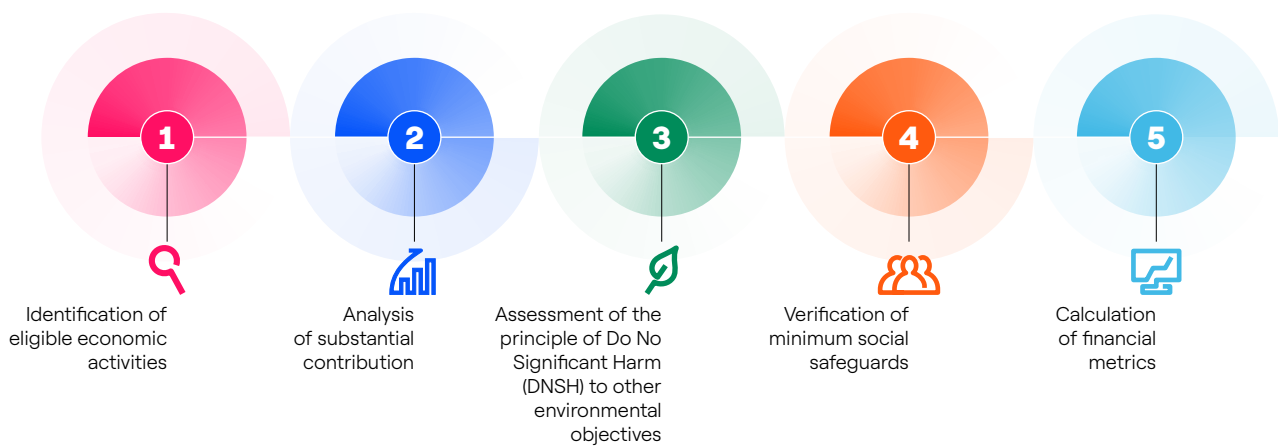 1
Identification of
eligible economic
activities
2
Analysis
of substantial
contribution
3
Assessment of the
principle of Do No
Significant Harm
(DNSH) to other
environmental
objectives
4
Verification of
minimum social
safeguards
5
Calculation
of financial
metrics